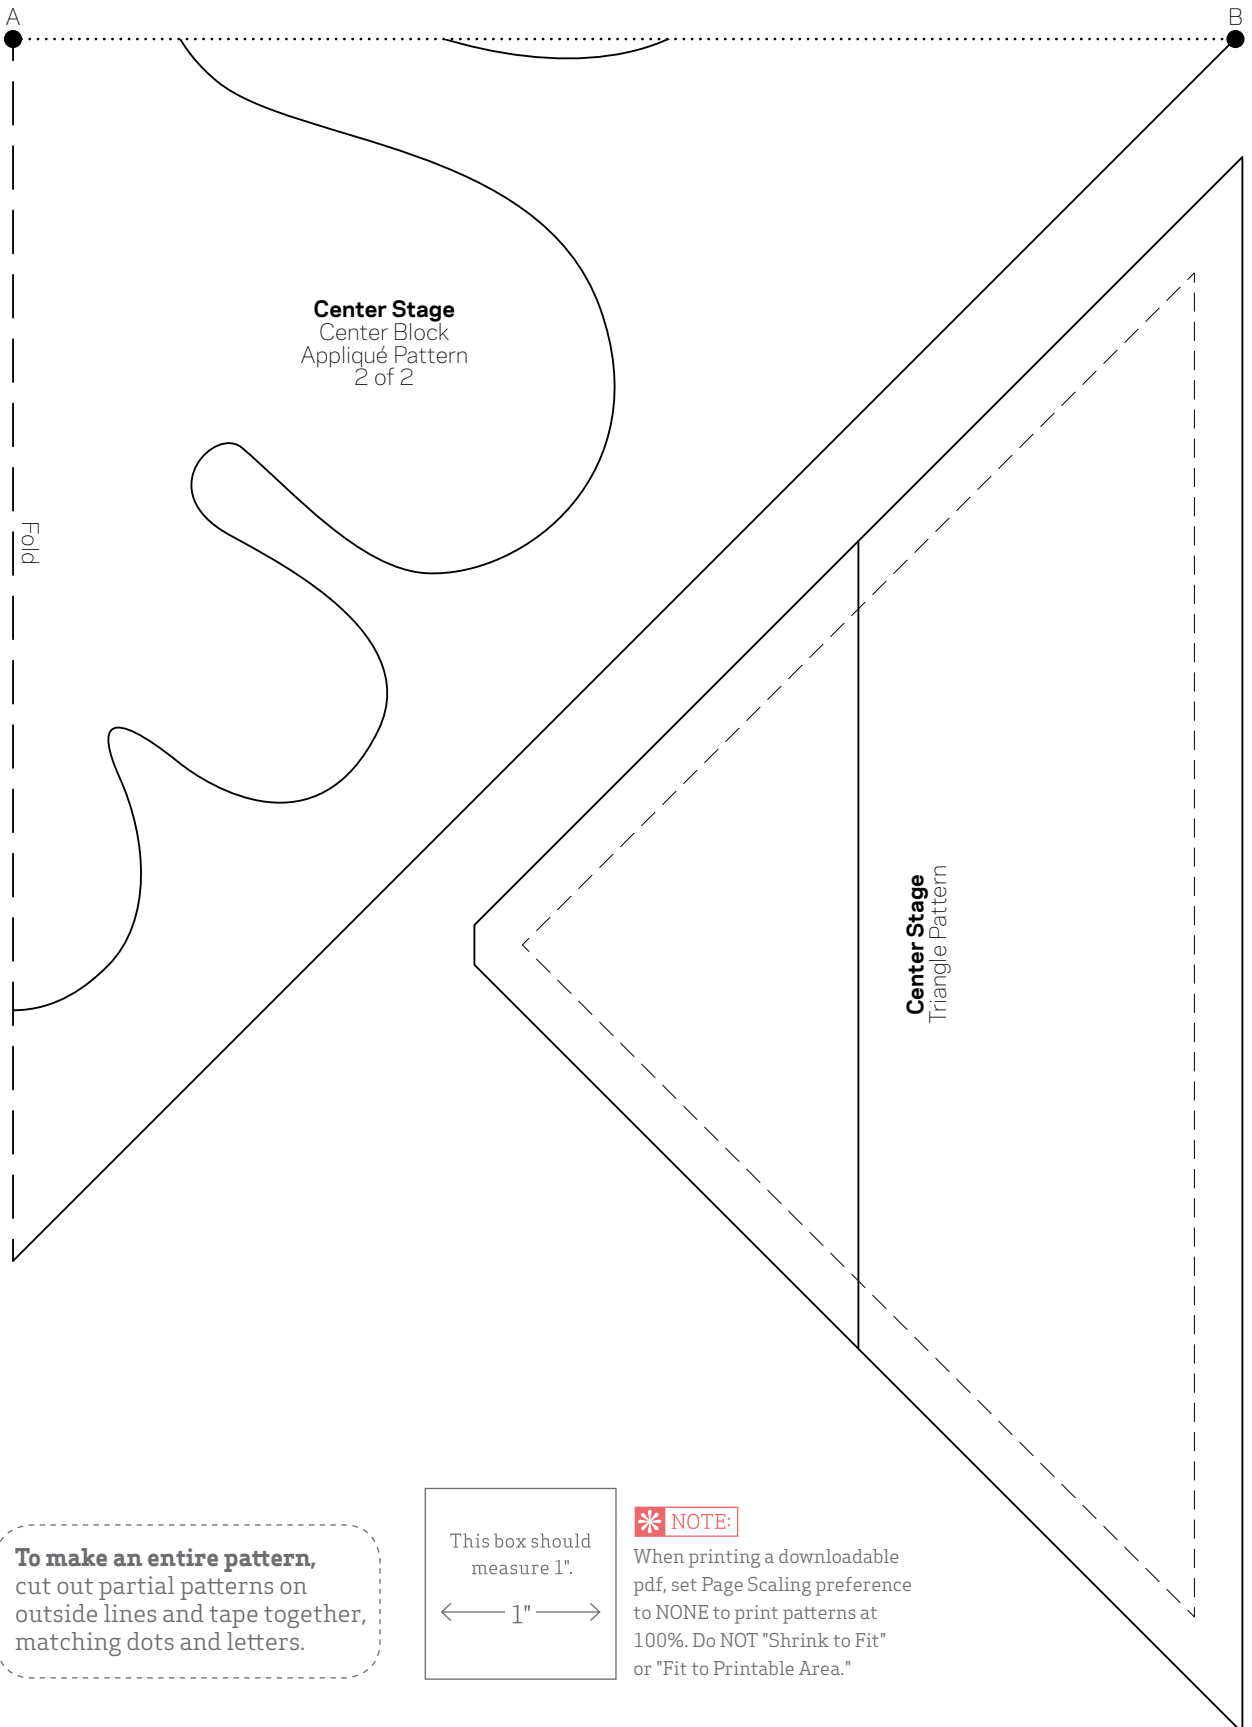 A
B
Center Stage
Center Block
Appliqué Pattern
2 of 2
Fold
Center Stage
Triangle Pattern
To make an entire pattern,
cut out partial patterns on
outside lines and tape together,
matching dots and letters.
This box should
measure 1".
1"
NOTE:
When printing a downloadable
pdf, set Page Scaling preference
to NONE to print patterns at
100%. Do NOT "Shrink to Fit"
or "Fit to Printable Area."